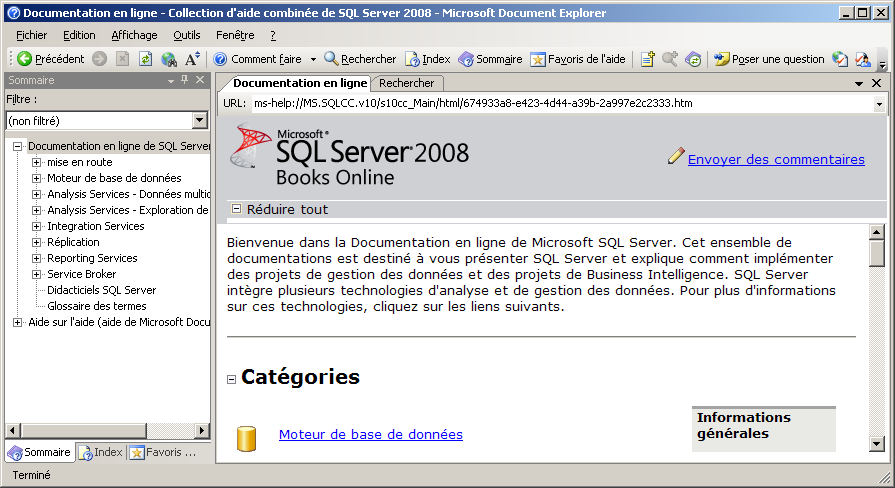 Documentation en ligne - Collection d'aide combinée de SQL Server 2008 - Microsoft Document Explorer
Fichier Edition Affichage Outils Fenêtre ?
Précédent A Comment faire Rechercher Index Sommaire Favoris de l'aide Poser une question
Sommaire
Filtre :
(non filtré)
Documentation en ligne de SQL Server
mise en route
Moteur de base de données
Analysis Services - Données multid
Analysis Services - Exploration de
Integration Services
Réplication
Reporting Services
Service Broker
Didacticiels SQL Server
Glossaire des termes
Aide sur l'aide (aide de Microsoft Docu
Sommaire Index Favoris ...
Documentation en ligne Rechercher
URL: ms-help://MS.SQLCC.v10/s10cc_Main/html/674933a8-e423-4d44-a39b-2a997e2c2333.htm
Microsoft®
SQL Server® 2008
Books Online
Envoyer des commentaires
Réduire tout
Bienvenue dans la Documentation en ligne de Microsoft SQL Server. Cet ensemble de
documentations est destiné à vous présenter SQL Server et explique comment implémenter
des projets de gestion des données et des projets de Business Intelligence. SQL Server
intègre plusieurs technologies d'analyse et de gestion des données. Pour plus d'informations
sur ces technologies, cliquez sur les liens suivants.
Catégories
Moteur de base de données
Informations
générales
Terminé